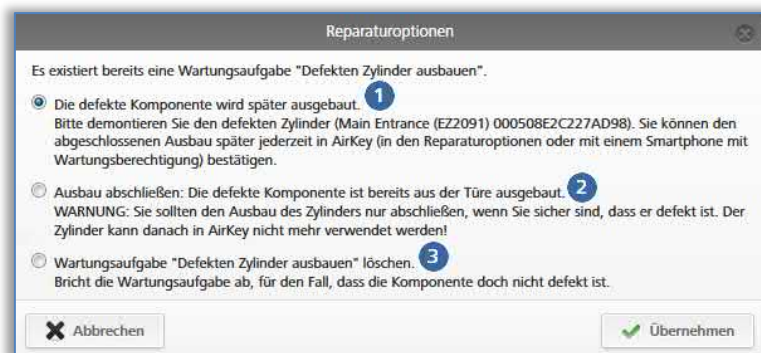 Reparaturoptionen
Es existiert bereits eine Wartungsaufgabe "Defekten Zylinder ausbauen".
Die defekte Komponente wird später ausgebaut. 1
Bitte demontieren Sie den defekten Zylinder (Main Entrance (EZ2091) 000508E2C227AD98). Sie können den
abgeschlossenen Ausbau später jederzeit in AirKey (in den Reparaturoptionen oder mit einem Smartphone mit
Wartungsberechtigung) bestätigen.
Ausbau abschließen: Die defekte Komponente ist bereits aus der Türe ausgebaut. 2
WARNUNG: Sie sollten den Ausbau des Zylinders nur abschließen, wenn Sie sicher sind, dass er defekt ist. Der
Zylinder kann danach in AirKey nicht mehr verwendet werden!
Wartungsaufgabe "Defekten Zylinder ausbauen" löschen. 3
Bricht die Wartungsaufgabe ab, für den Fall, dass die Komponente doch nicht defekt ist.
Abbrechen
Übernehmen